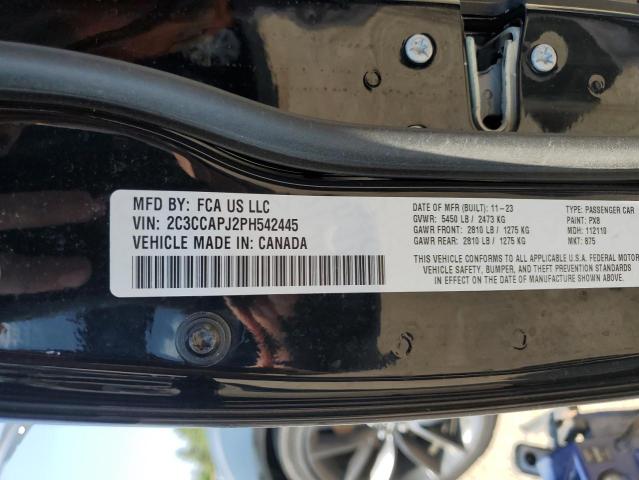 MFD BY: FCA US LLC
VIN: 2C3CCAPJ2PH542445
VEHICLE MADE IN: CANADA
DATE OF MFR (BUILT): 11-23
GVWR: 5450 LB / 2473 KG
GAWR FRONT: 2810 LB / 1275 KG
GAWR REAR: 2810 LB / 1275 KG
TYPE: PASSENGER CAR
PAINT: PX8
MDH: 112110
MKT: 875
THIS VEHICLE CONFORMS TO ALL APPLICABLE U.S.A. FEDERAL MOTOR
VEHICLE SAFETY, BUMPER, AND THEFT PREVENTION STANDARDS
IN EFFECT ON THE DATE OF MANUFACTURE SHOWN ABOVE.